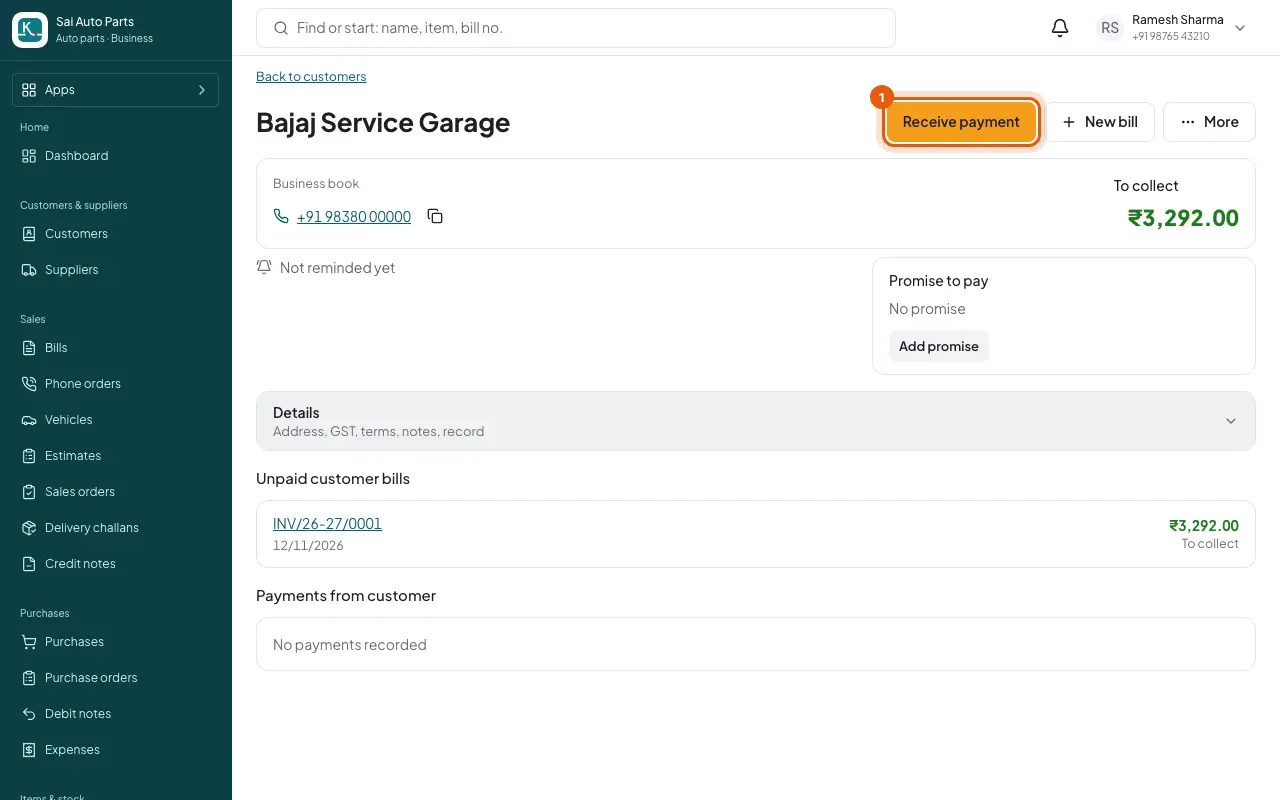 Sai Auto Parts
Auto parts · Business
Find or start: name, item, bill no.
RS
Ramesh Sharma
+91 98765 43210
Apps
Home
Dashboard
Customers & suppliers
Customers
Suppliers
Sales
Bills
Phone orders
Vehicles
Estimates
Sales orders
Delivery challans
Credit notes
Purchases
Purchases
Purchase orders
Debit notes
Expenses
Items & stock
Back to customers
Bajaj Service Garage
1
Receive payment
+ New bill
··· More
Business book
+91 98380 00000
To collect
₹3,292.00
Not reminded yet
Promise to pay
No promise
Add promise
Details
Address, GST, terms, notes, record
Unpaid customer bills
INV/26-27/0001
12/11/2026
₹3,292.00
To collect
Payments from customer
No payments recorded